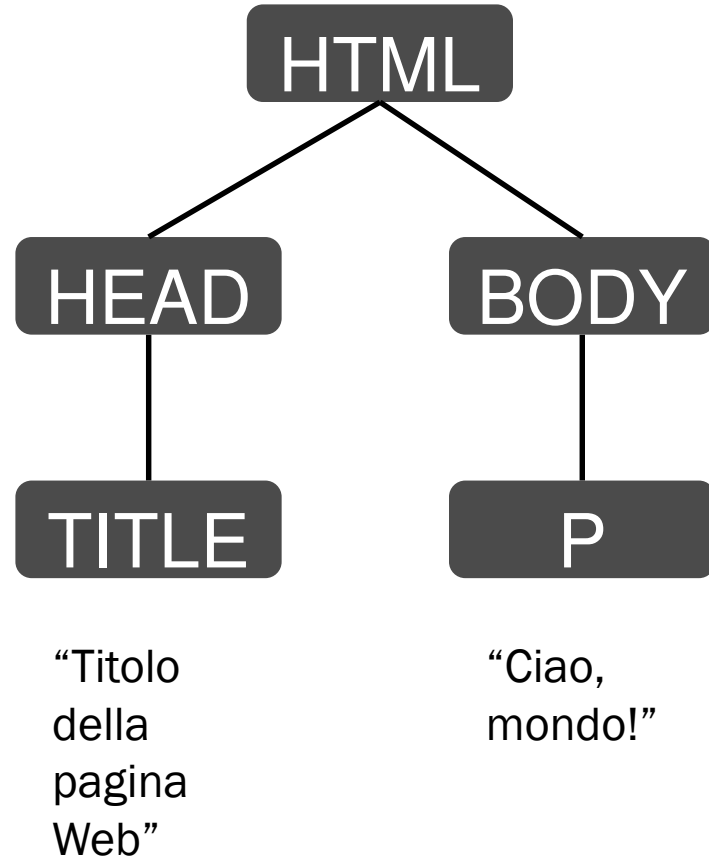 HTML
HEAD
BODY
TITLE
P
“Titolo
della
pagina
Web”
“Ciao,
mondo!”